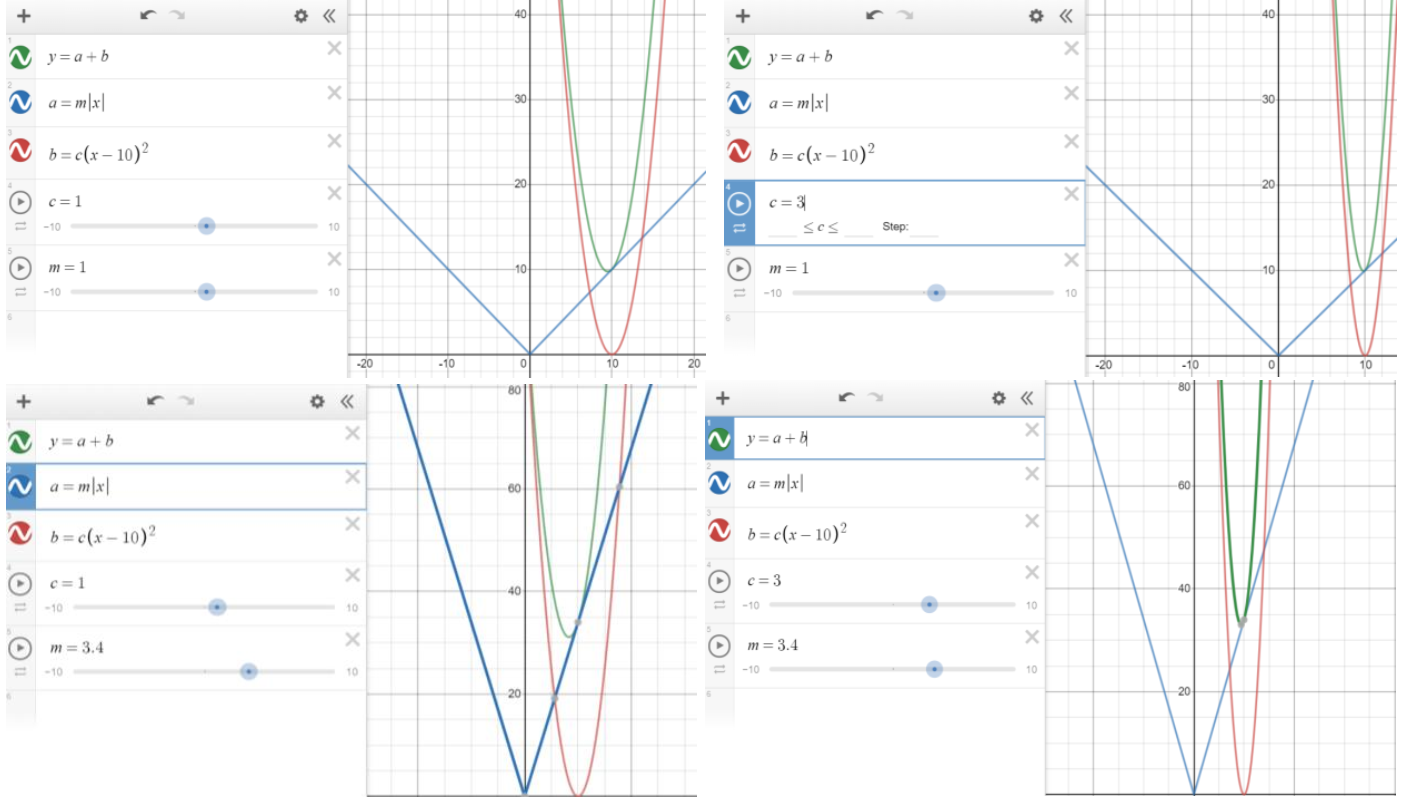 y = a + b
a = m|x|
b = c(x − 10)²
c = 1
-10 10
m = 1
-10 10
40
30
20
10
-20 -10 0 10 20
y = a + b
a = m|x|
b = c(x − 10)²
c = 3
≤ c ≤ Step:
m = 1
-10 10
40
30
20
10
-20 -10 0 10
y = a + b
a = m|x|
b = c(x − 10)²
c = 1
-10 10
m = 3.4
-10 10
80
60
40
20
y = a + b
a = m|x|
b = c(x − 10)²
c = 3
-10 10
m = 3.4
-10 10
80
60
40
20